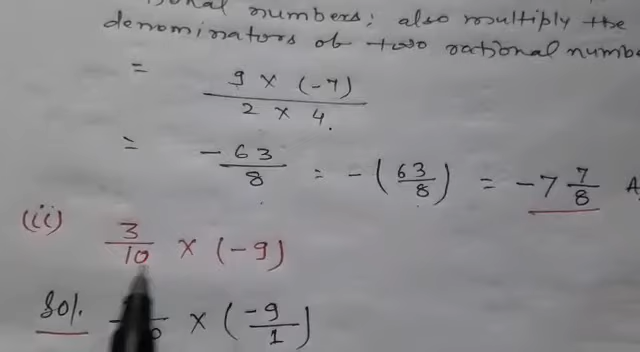 numbers; also multiply the
denominators of two rational
= 9 × (-7) / 2 × 4.
= -63/8 = -(63/8) = -7 7/8
(ii) 3/10 × (-9)
Sol. × (-9/1)